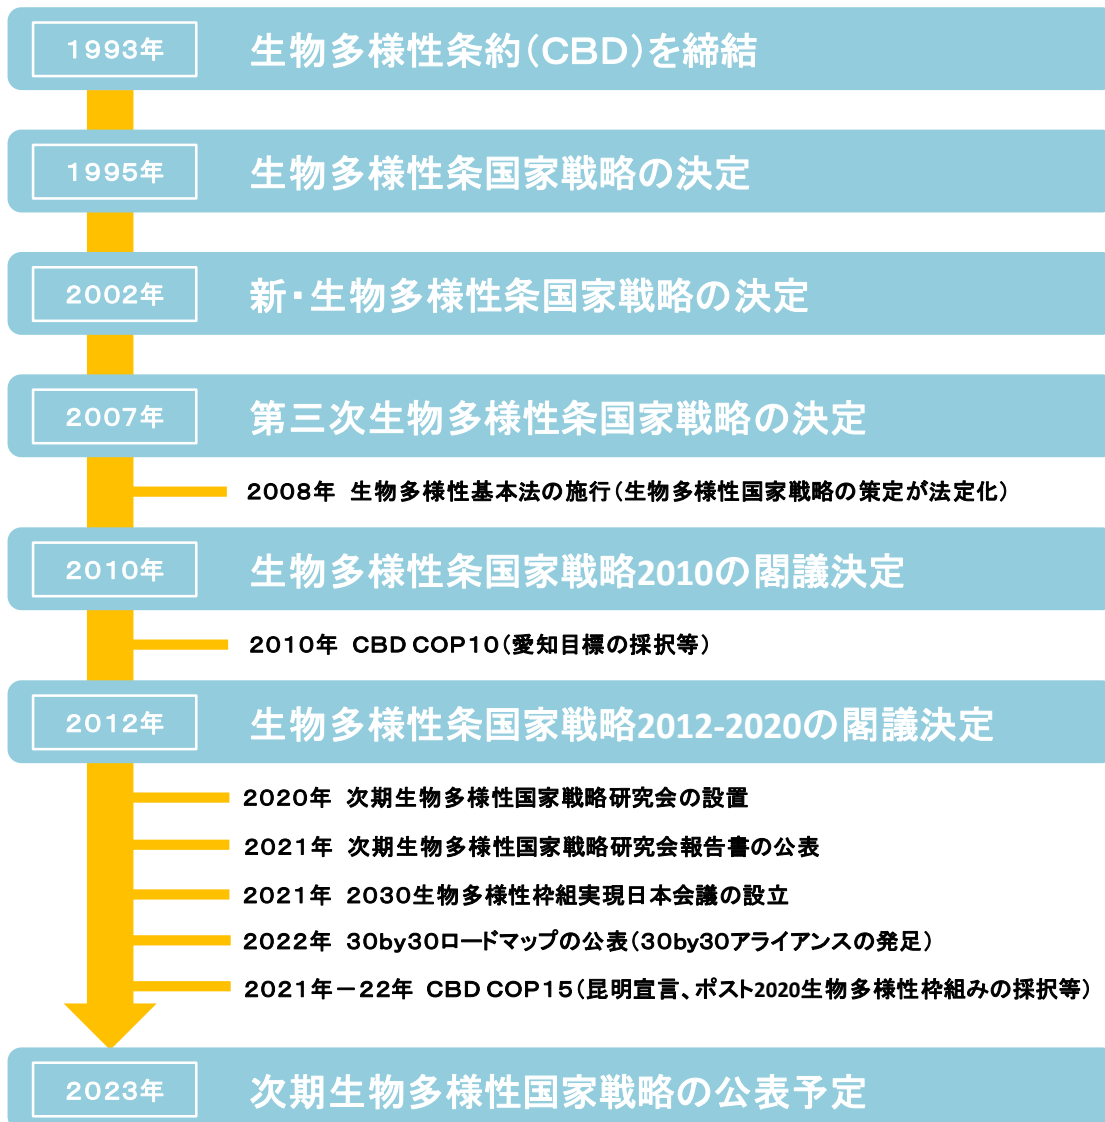 1993年 生物多様性条約（CBD）を締結
1995年 生物多様性条国家戦略の決定
2002年 新・生物多様性条国家戦略の決定
2007年 第三次生物多様性条国家戦略の決定
2008年 生物多様性基本法の施行（生物多様性国家戦略の策定が法定化）
2010年 生物多様性条国家戦略2010の閣議決定
2010年 CBD COP10（愛知目標の採択等）
2012年 生物多様性条国家戦略2012-2020の閣議決定
2020年 次期生物多様性国家戦略研究会の設置
2021年 次期生物多様性国家戦略研究会報告書の公表
2021年 2030生物多様性枠組実現日本会議の設立
2022年 30by30ロードマップの公表（30by30アライアンスの発足）
2021年－22年 CBD COP15（昆明宣言、ポスト2020生物多様性枠組みの採択等）
2023年 次期生物多様性国家戦略の公表予定